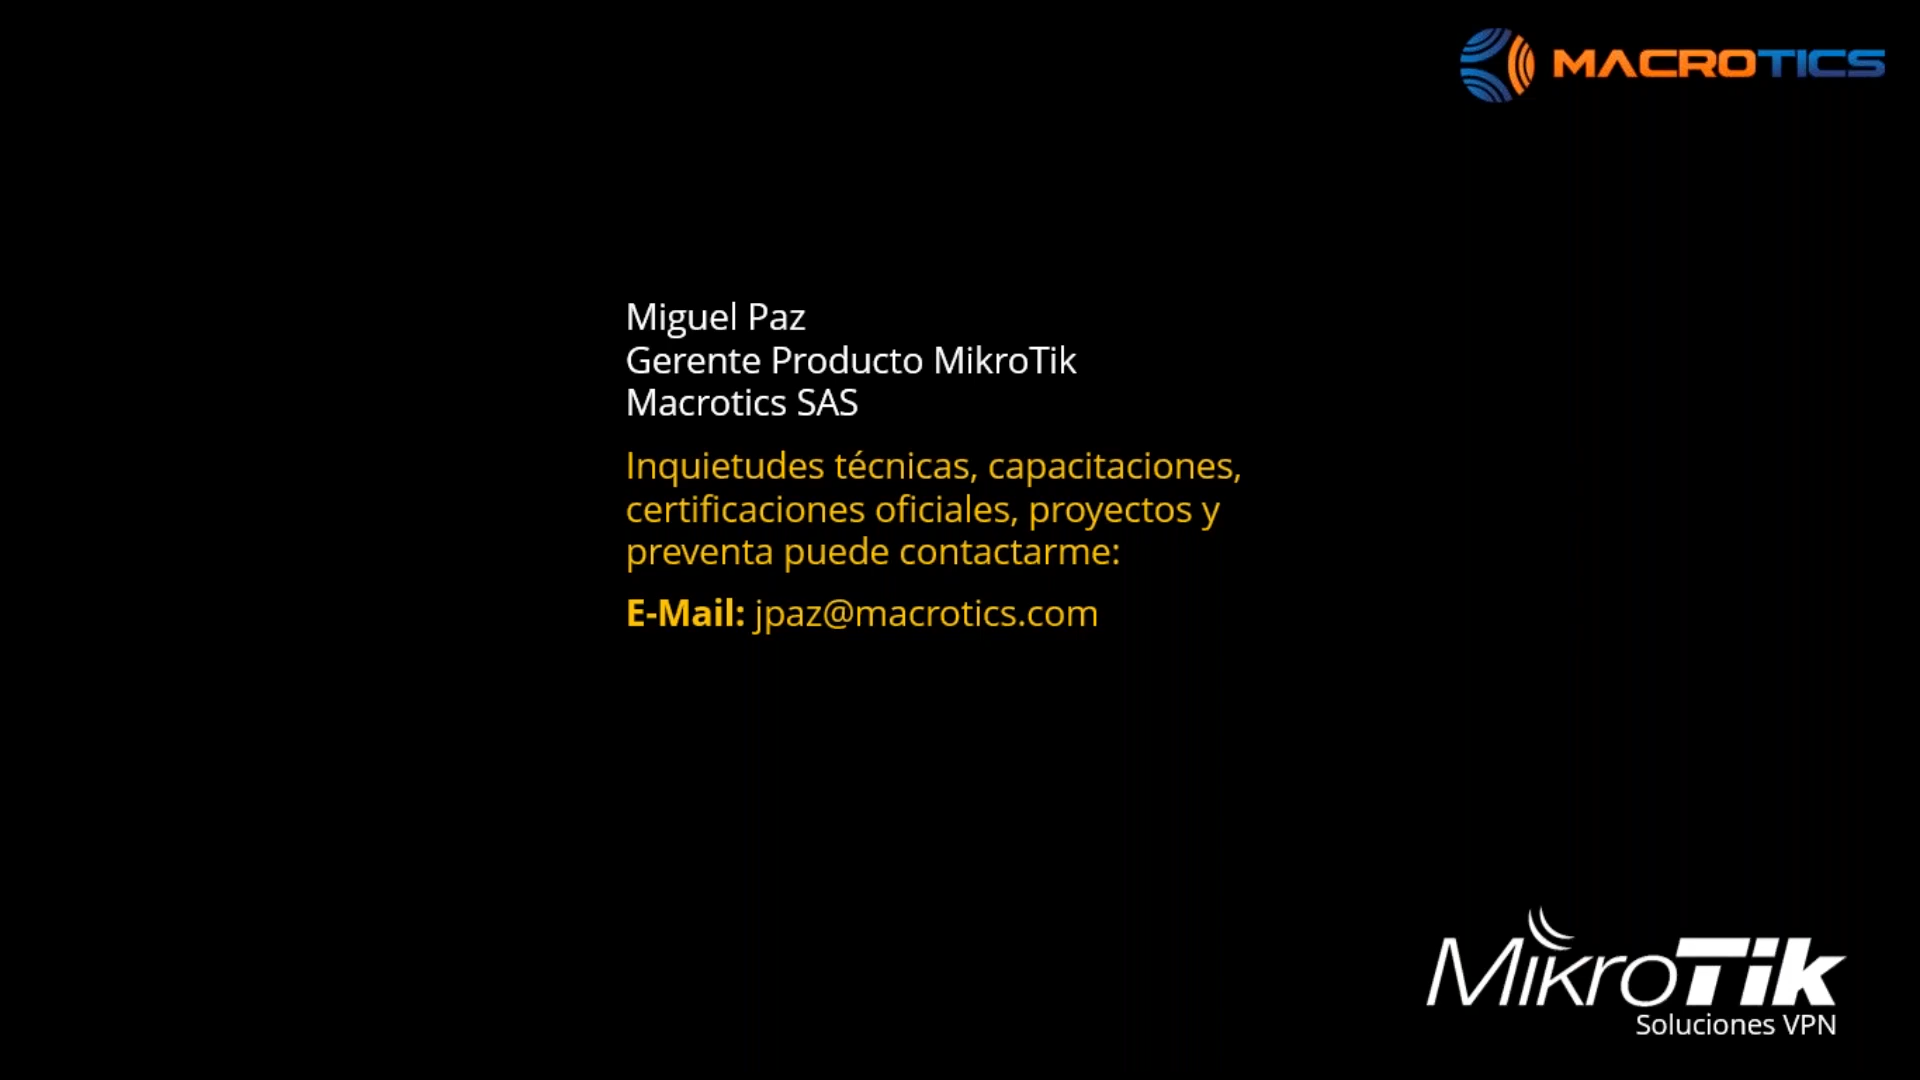 MACROTICS
Miguel Paz
Gerente Producto MikroTik
Macrotics SAS
Inquietudes técnicas, capacitaciones,
certificaciones oficiales, proyectos y
preventa puede contactarme:
E-Mail: jpaz@macrotics.com
MikroTik
Soluciones VPN